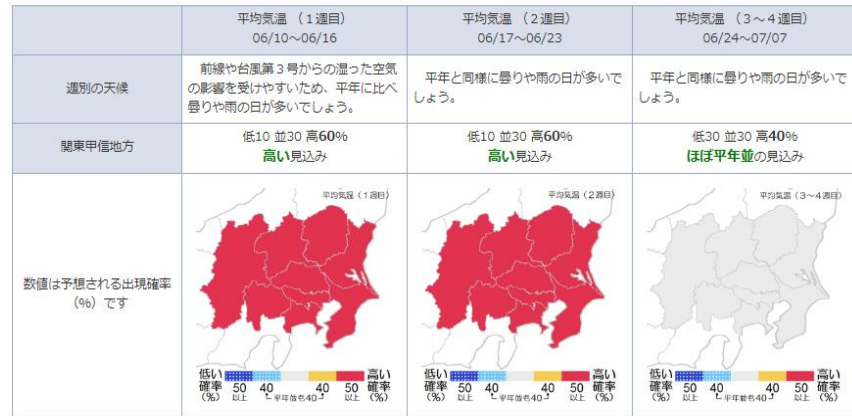 平均気温 （１週目）
06/10～06/16
平均気温 （２週目）
06/17～06/23
平均気温 （３～４週目）
06/24～07/07
週別の天候
前線や台風第３号からの湿った空気
の影響を受けやすいため、平年に比べ
曇りや雨の日が多いでしょう。
平年と同様に曇りや雨の日が多いで
しょう。
平年と同様に曇りや雨の日が多いで
しょう。
関東甲信地方
低10 並30 高60%
高い見込み
低10 並30 高60%
高い見込み
低30 並30 高40%
ほぼ平年並の見込み
数値は予想される出現確率
（%）です
平均気温（1週目）
低い 高い
確率 50 40 40 50 確率
(%) 以上 平年並も40 以上 (%)
平均気温（2週目）
低い 高い
確率 50 40 40 50 確率
(%) 以上 平年並も40 以上 (%)
平均気温（3～4週目）
低い 高い
確率 50 40 40 50 確率
(%) 以上 平年並も40 以上 (%)